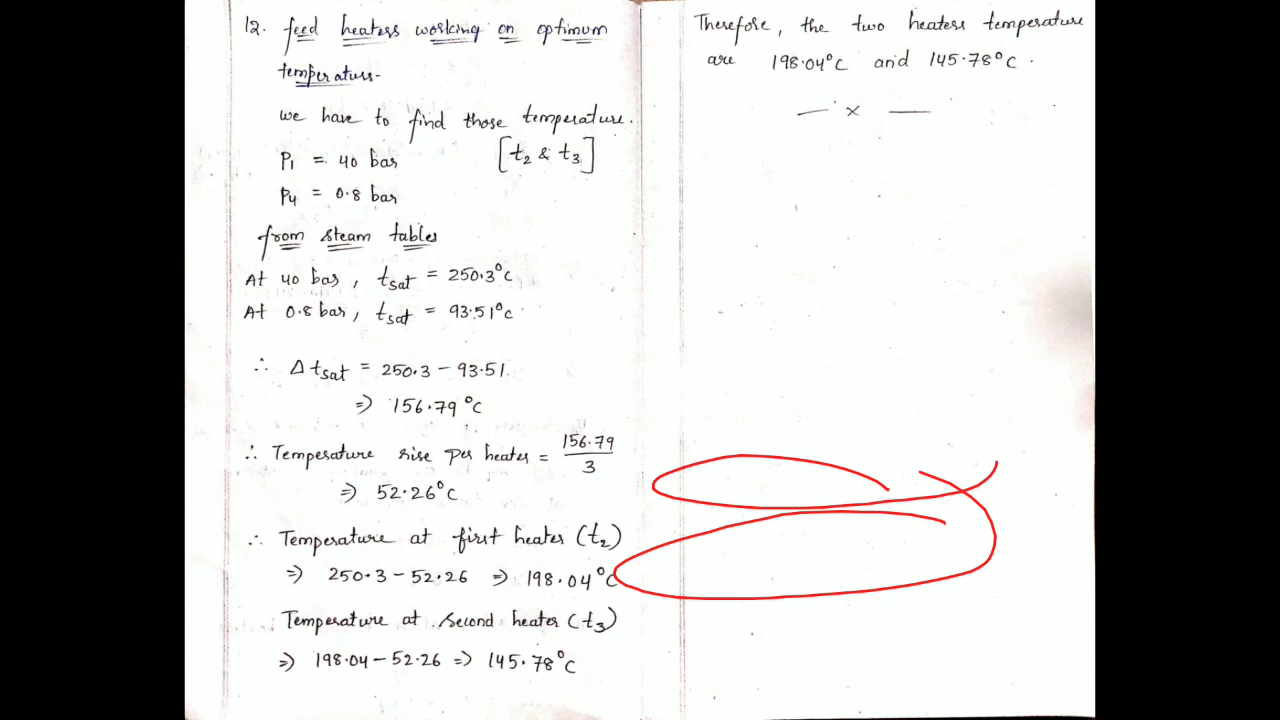 12. feed heaters working on optimum
temperature-
we have to find those temperature.
P1 = 40 bar [t2 & t3]
P4 = 0.8 bar
from steam tables
At 40 bar, tsat = 250.3°C
At 0.8 bar, tsat = 93.51°C
∴ Δtsat = 250.3 - 93.51
⇒ 156.79°C
∴ Temperature rise per heater = 156.79/3
⇒ 52.26°C
∴ Temperature at first heater (t2)
⇒ 250.3 - 52.26 ⇒ 198.04°C
Temperature at second heater (t3)
⇒ 198.04 - 52.26 ⇒ 145.78°C
Therefore, the two heaters temperature
are 198.04°C and 145.78°C.
— x —